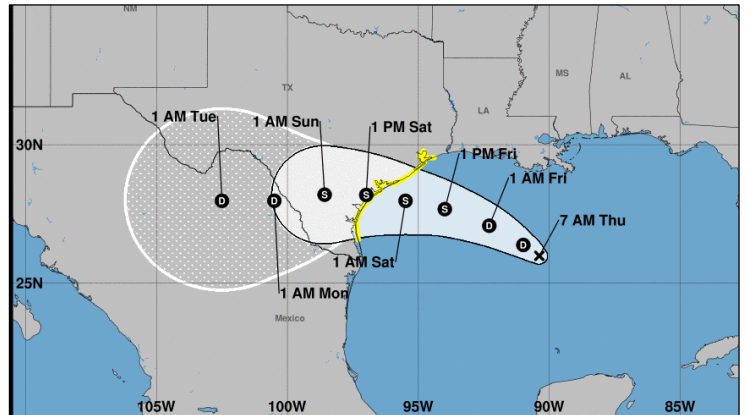 NM
TX
MS
AL
LA
1 AM Tue
1 AM Sun
1 PM Sat
30N
1 PM Fri
1 AM Fri
D
D
S
S
S
S
D
D
7 AM Thu
1 AM Sat
25N
1 AM Mon
Mexico
105W
100W
95W
90W
85W